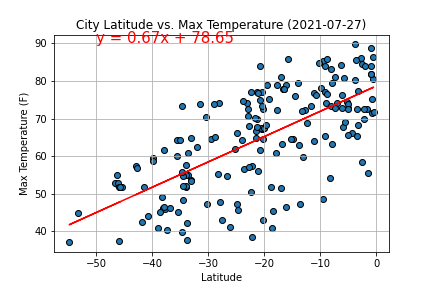 City Latitude vs. Max Temperature (2021-07-27)
y = 0.67x + 78.65
90
80
70
60
50
40
Max Temperature (F)
−50 −40 −30 −20 −10 0
Latitude